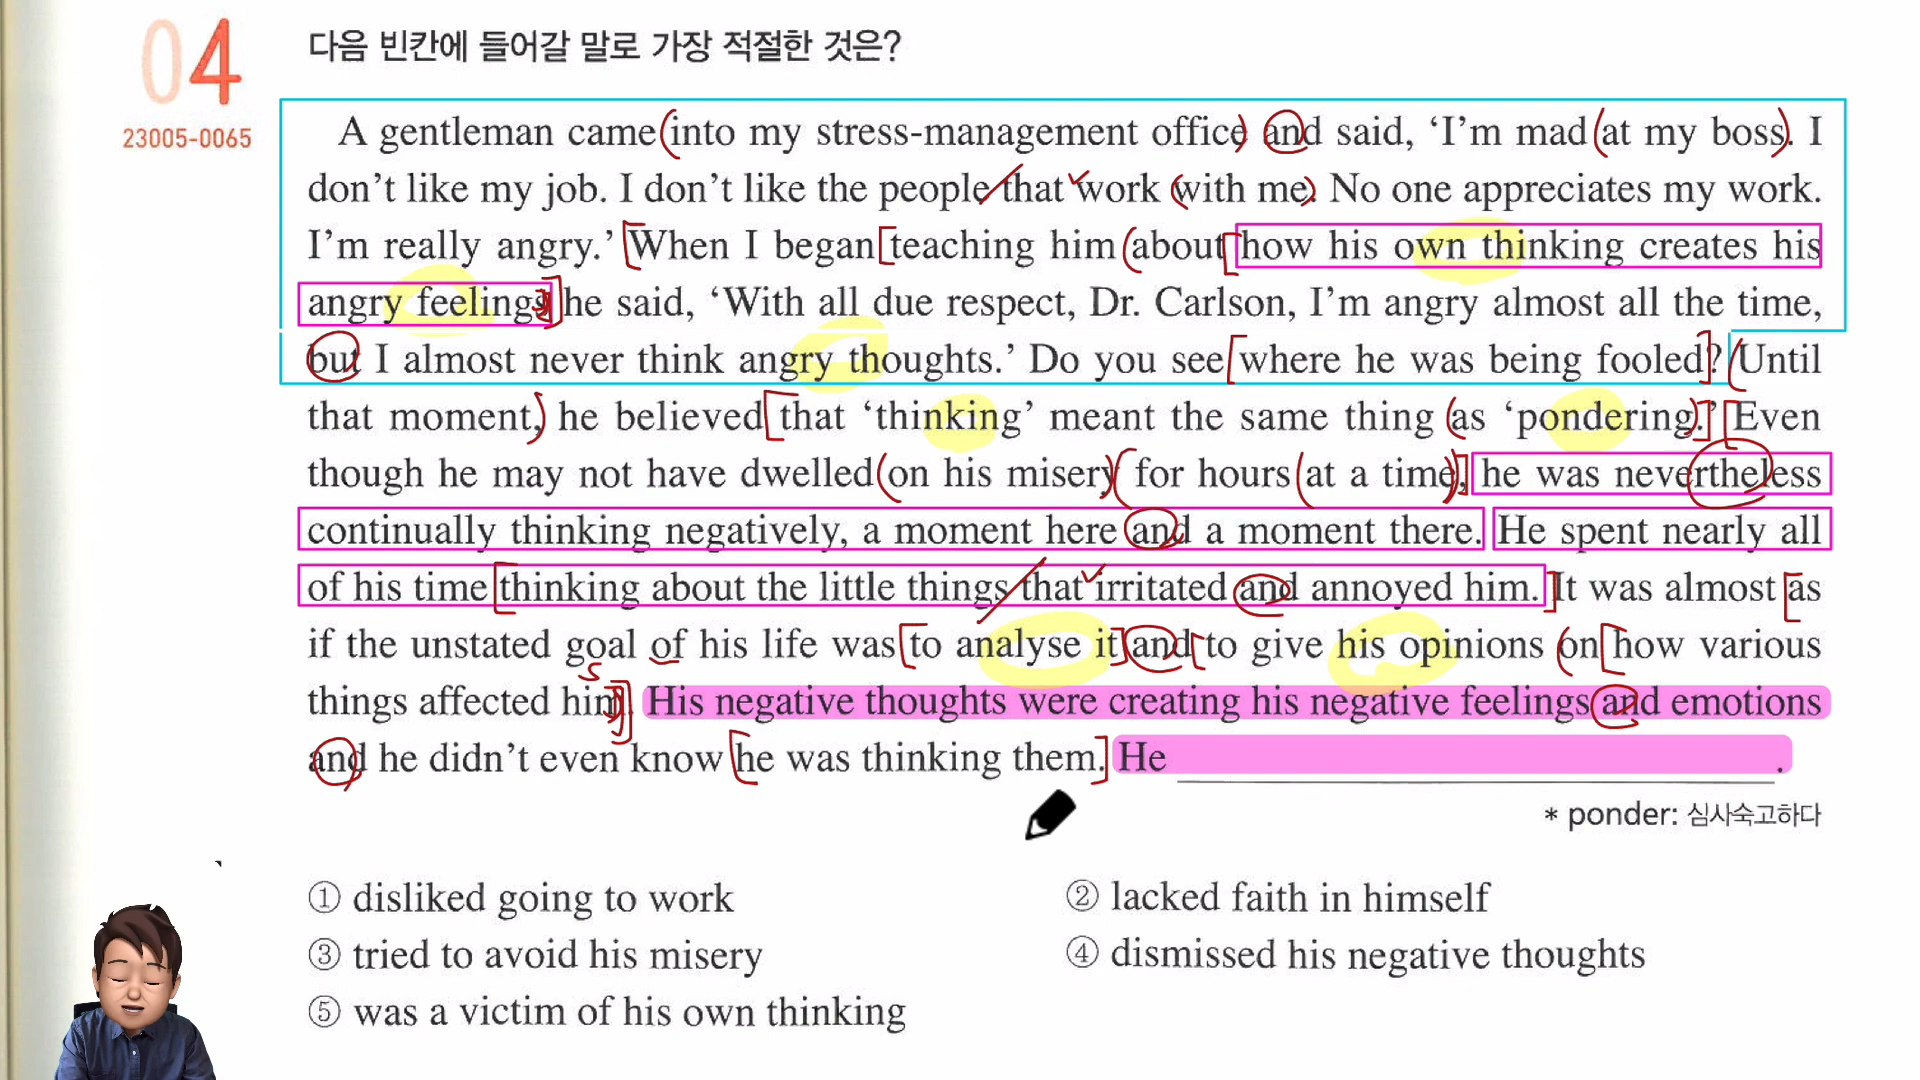 04
23005-0065
다음 빈칸에 들어갈 말로 가장 적절한 것은?
A gentleman came into my stress-management office and said, ‘I’m mad at my boss. I
don’t like my job. I don’t like the people that work with me. No one appreciates my work.
I’m really angry.’ When I began teaching him about how his own thinking creates his
angry feelings, he said, ‘With all due respect, Dr. Carlson, I’m angry almost all the time,
but I almost never think angry thoughts.’ Do you see where he was being fooled? Until
that moment, he believed that ‘thinking’ meant the same thing as ‘pondering.’ Even
though he may not have dwelled on his misery for hours at a time, he was nevertheless
continually thinking negatively, a moment here and a moment there. He spent nearly all
of his time thinking about the little things that irritated and annoyed him. It was almost as
if the unstated goal of his life was to analyse it and to give his opinions on how various
things affected him. His negative thoughts were creating his negative feelings and emotions
s
and he didn’t even know he was thinking them. He ______.
* ponder: 심사숙고하다
① disliked going to work
② lacked faith in himself
③ tried to avoid his misery
④ dismissed his negative thoughts
⑤ was a victim of his own thinking